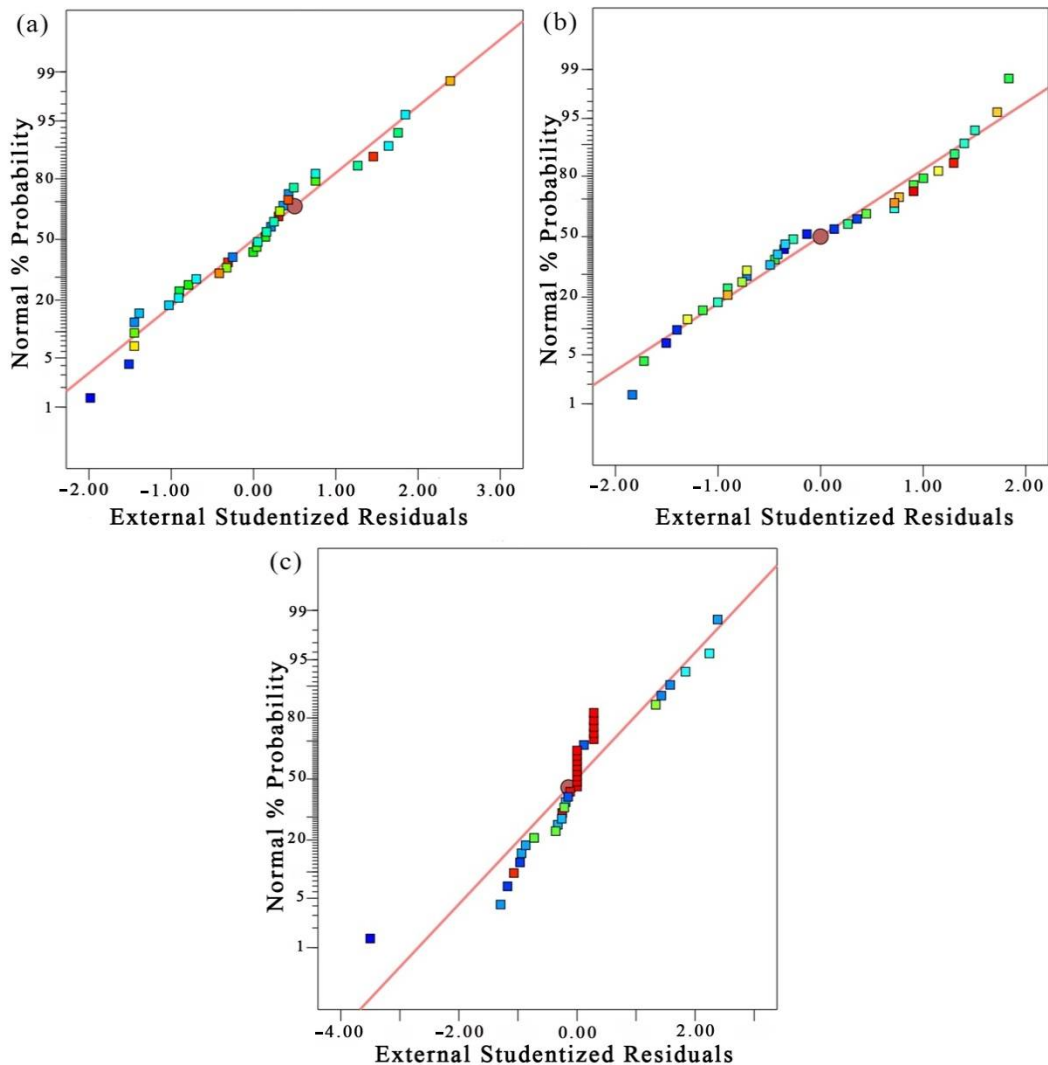 (a)
Normal % Probability
99
95
80
50
20
5
1
-2.00 -1.00 0.00 1.00 2.00 3.00
External Studentized Residuals
(b)
Normal % Probability
99
95
80
50
20
5
1
-2.00 -1.00 0.00 1.00 2.00
External Studentized Residuals
(c)
Normal % Probability
99
95
80
50
20
5
1
-4.00 -2.00 0.00 2.00
External Studentized Residuals